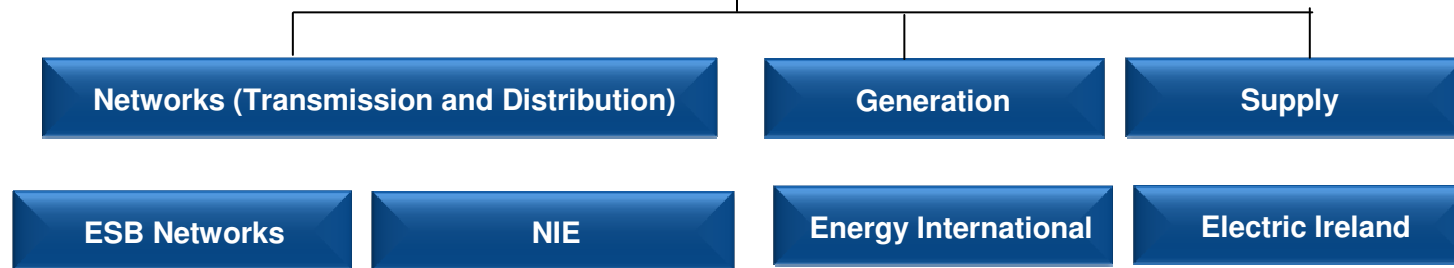 Networks (Transmission and Distribution)
Generation
Supply
ESB Networks
NIE
Energy International
Electric Ireland